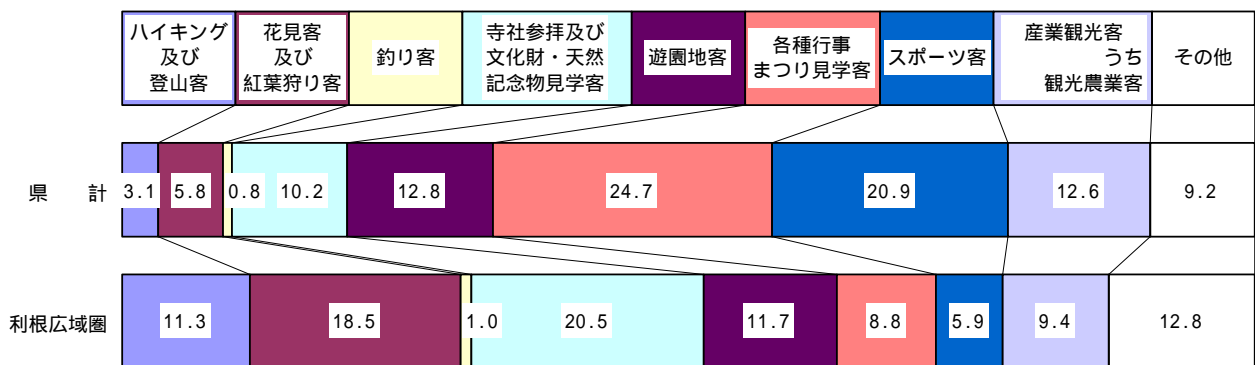 ハイキング
及び
登山客
花見客
及び
紅葉狩り客
釣り客
寺社参拝及び
文化財・天然
記念物見学客
遊園地客
各種行事
まつり見学客
スポーツ客
産業観光客
うち
観光農業客
その他
県　計
3.1 5.8 0.8 10.2 12.8 24.7 20.9 12.6 9.2
利根広域圏
11.3 18.5 1.0 20.5 11.7 8.8 5.9 9.4 12.8